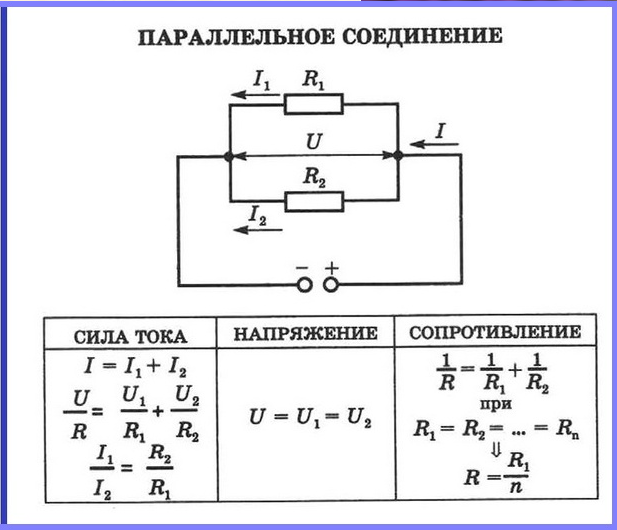 ПАРАЛЛЕЛЬНОЕ СОЕДИНЕНИЕ
I₁ R₁
I
U
R₂
I₂
− +
СИЛА ТОКА НАПРЯЖЕНИЕ СОПРОТИВЛЕНИЕ
I = I₁ + I₂
U/R = U₁/R₁ + U₂/R₂
I₁/I₂ = R₂/R₁
U = U₁ = U₂
1/R = 1/R₁ + 1/R₂
при
R₁ = R₂ = ... = Rₙ
⇓
R = R₁/n